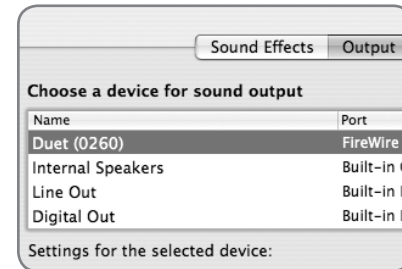 Sound Effects Output
Choose a device for sound output
Name Port
Duet (0260) FireWire
Internal Speakers Built-in
Line Out Built-in
Digital Out Built-in
Settings for the selected device: